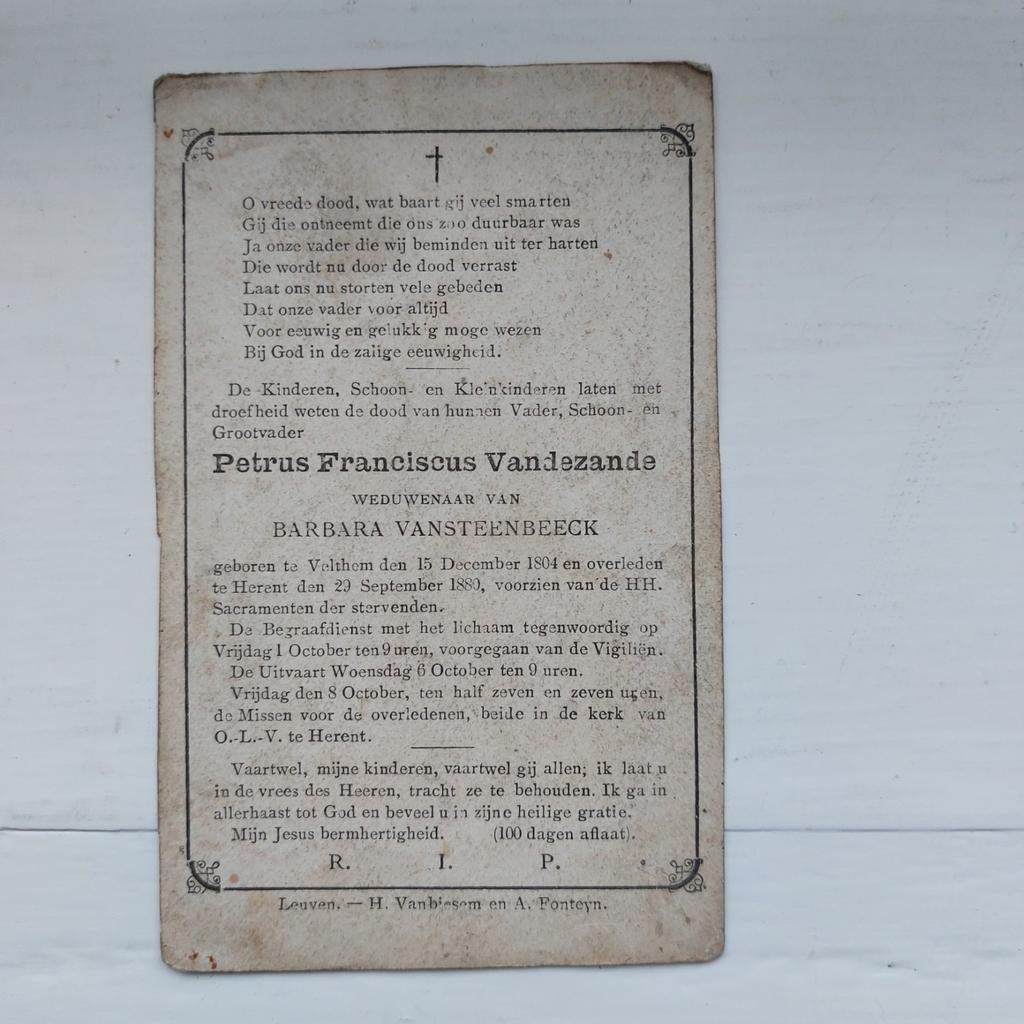 O vreede dood, wat baart gij veel smarten
Gij die ontneemt die ons zoo duurbaar was
Ja onze vader die wij beminden uit ter harten
Die wordt nu door de dood verrast
Laat ons nu storten vele gebeden
Dat onze vader voor altijd
Voor eeuwig en gelukkig moge wezen
Bij God in de zalige eeuwigheid.
De Kinderen, Schoon- en Kleinkinderen laten met
droefheid weten de dood van hunnen Vader, Schoon- en
Grootvader
Petrus Franciscus Vandezande
WEDUWENAAR VAN
BARBARA VANSTEENBEECK
geboren te Velthem den 15 December 1804 en overleden
te Herent den 29 September 1880, voorzien van de HH.
Sacramenten der stervenden.
De Begraafdienst met het lichaam tegenwoordig op
Vrijdag 1 October ten 9 uren, voorgegaan van de Vigiliën.
De Uitvaart Woensdag 6 October ten 9 uren.
Vrijdag den 8 October, ten half zeven en zeven uren,
de Missen voor de overledenen, beide in de kerk van
O.-L.-V. te Herent.
Vaartwel, mijne kinderen, vaartwel gij allen; ik laat u
in de vrees des Heeren, tracht ze te behouden. Ik ga in
allerhaast tot God en beveel u in zijne heilige gratie.
Mijn Jesus bermhertigheid. (100 dagen aflaat).
R. I. P.
Leuven. — H. Vanbiesem en A. Fonteyn.